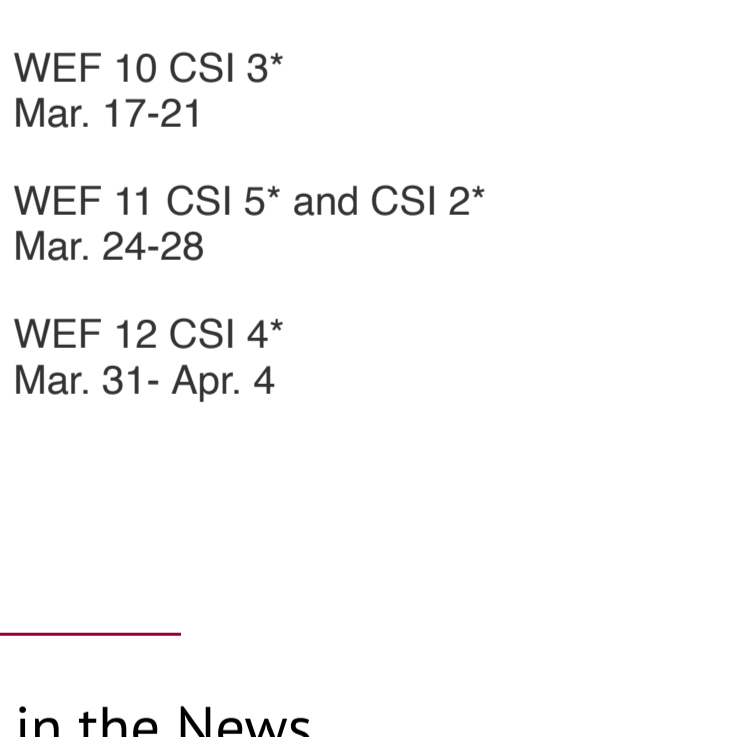 WEF 10 CSI 3*
Mar. 17-21
WEF 11 CSI 5* and CSI 2*
Mar. 24-28
WEF 12 CSI 4*
Mar. 31- Apr. 4
in the News